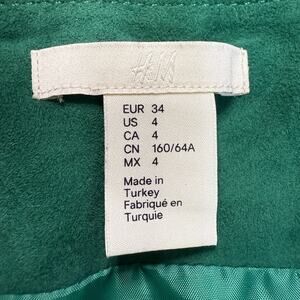 H&M
EUR 34
US 4
CA 4
CN 160/64A
MX 4
Made in
Turkey
Fabriqué en
Turquie